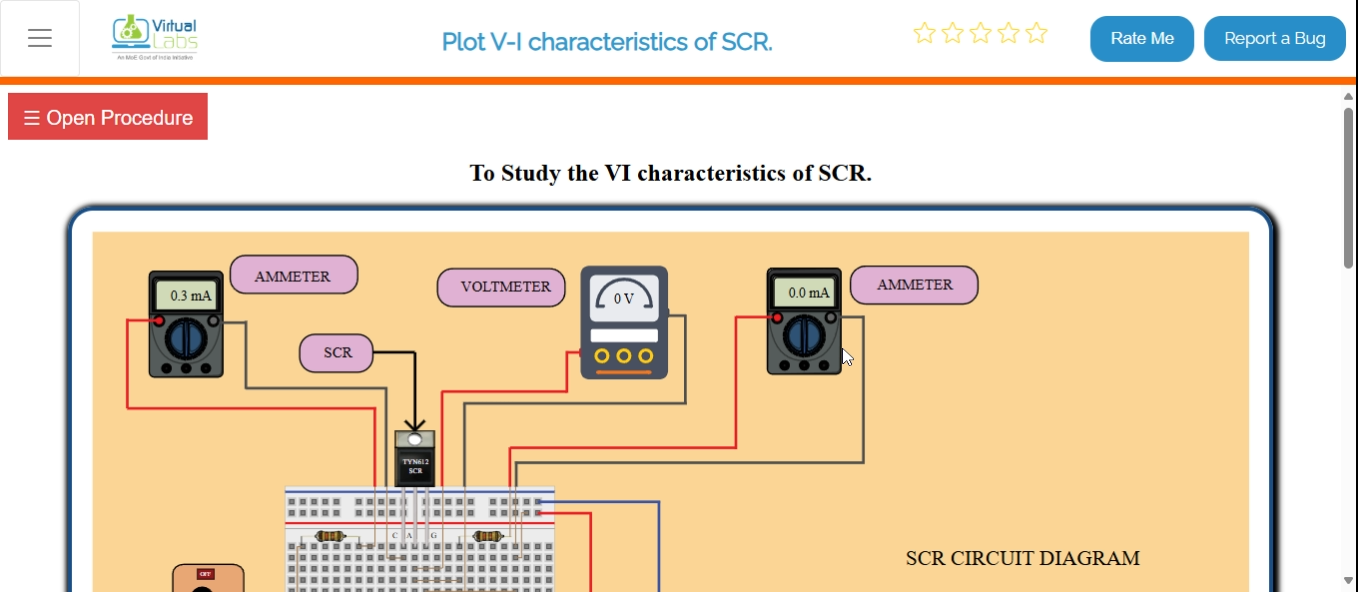 Virtual
Labs
An MoE Govt of India Initiative
Plot V-I characteristics of SCR.
Rate Me
Report a Bug
☰ Open Procedure
To Study the VI characteristics of SCR.
0.3 mA
AMMETER
VOLTMETER
0 V
0.0 mA
AMMETER
SCR
TYN612
SCR
C A G
SCR CIRCUIT DIAGRAM
OFF